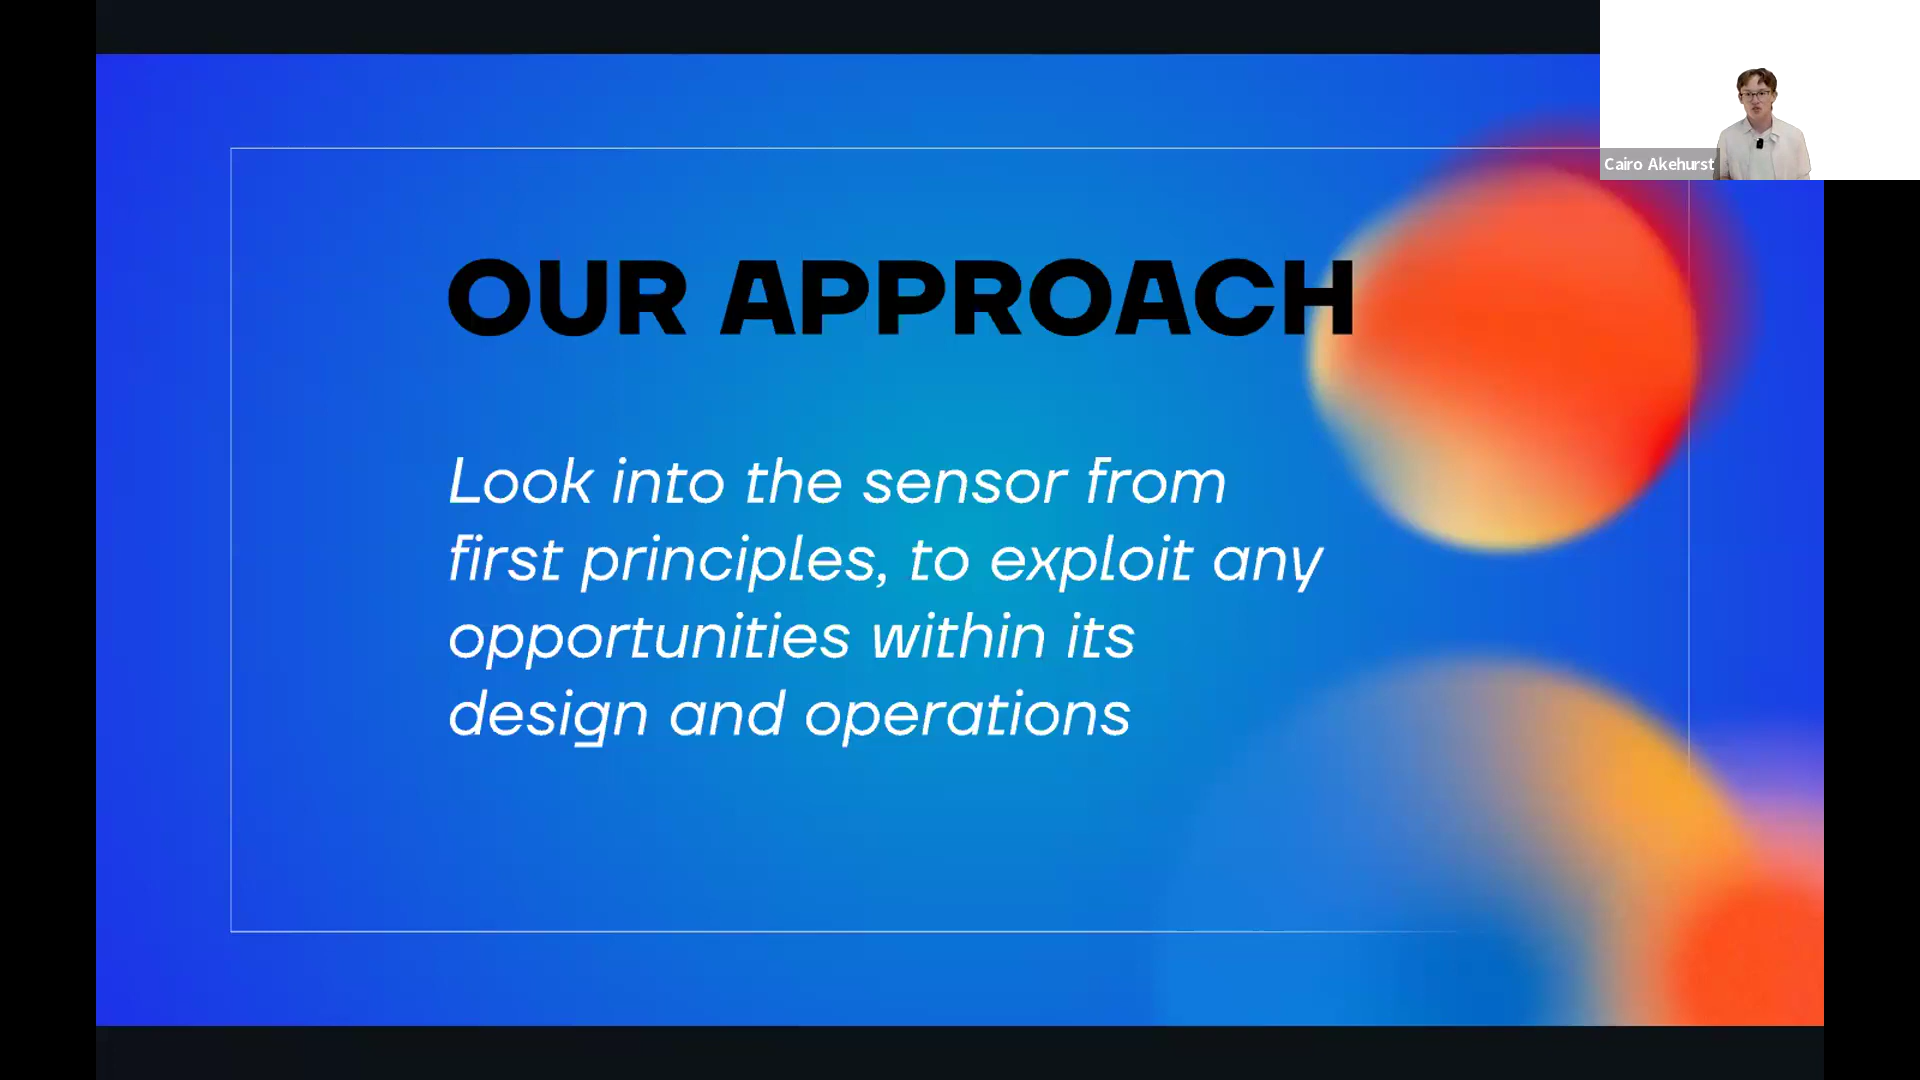 Cairo Akehurst
OUR APPROACH
Look into the sensor from
first principles, to exploit any
opportunities within its
design and operations